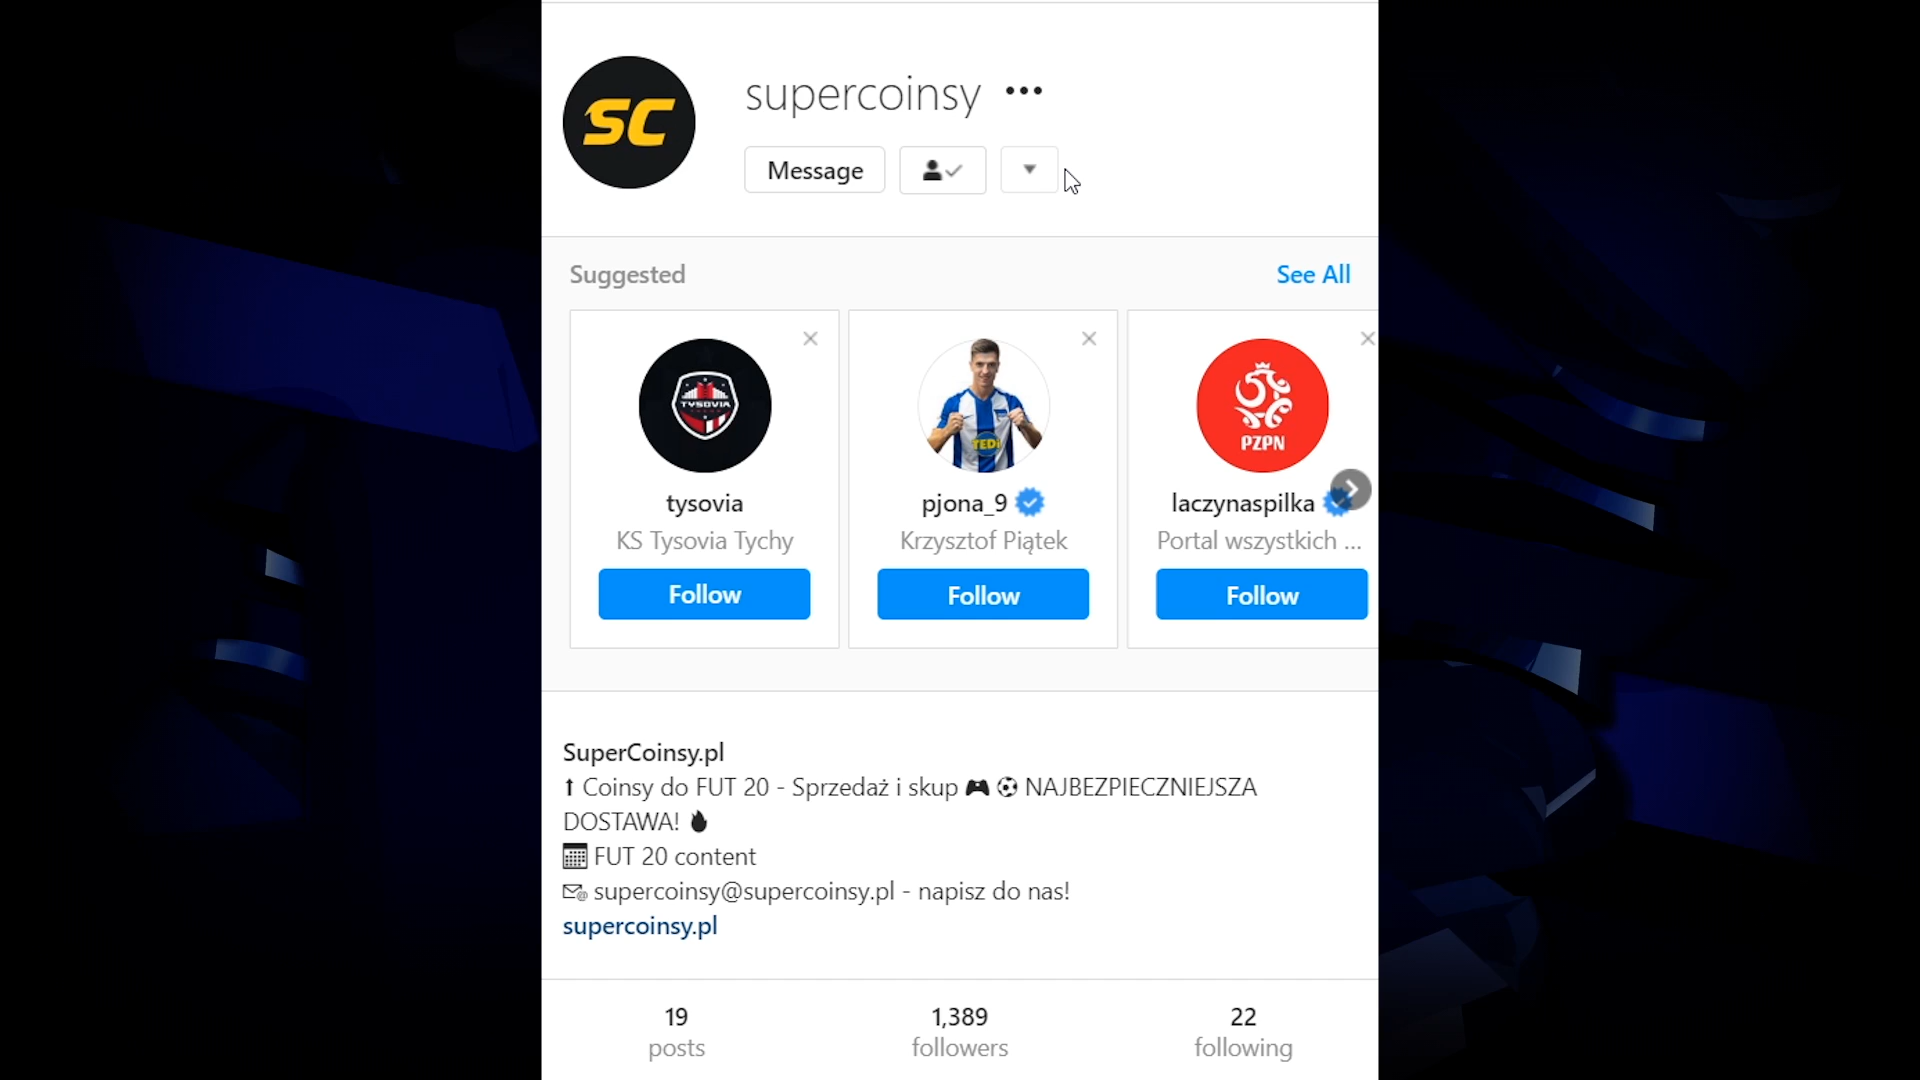 SC
supercoinsy •••
Message
Suggested
See All
TYSOVIA
TEDi
PZPN
tysovia
pjona_9
laczynaspilka
KS Tysovia Tychy
Krzysztof Piątek
Portal wszystkich ...
Follow
Follow
Follow
SuperCoinsy.pl
Coinsy do FUT 20 - Sprzedaż i skup 🎮 ⚽ NAJBEZPIECZNIEJSZA
DOSTAWA! 🔥
FUT 20 content
supercoinsy@supercoinsy.pl - napisz do nas!
supercoinsy.pl
19
1,389
22
posts
followers
following